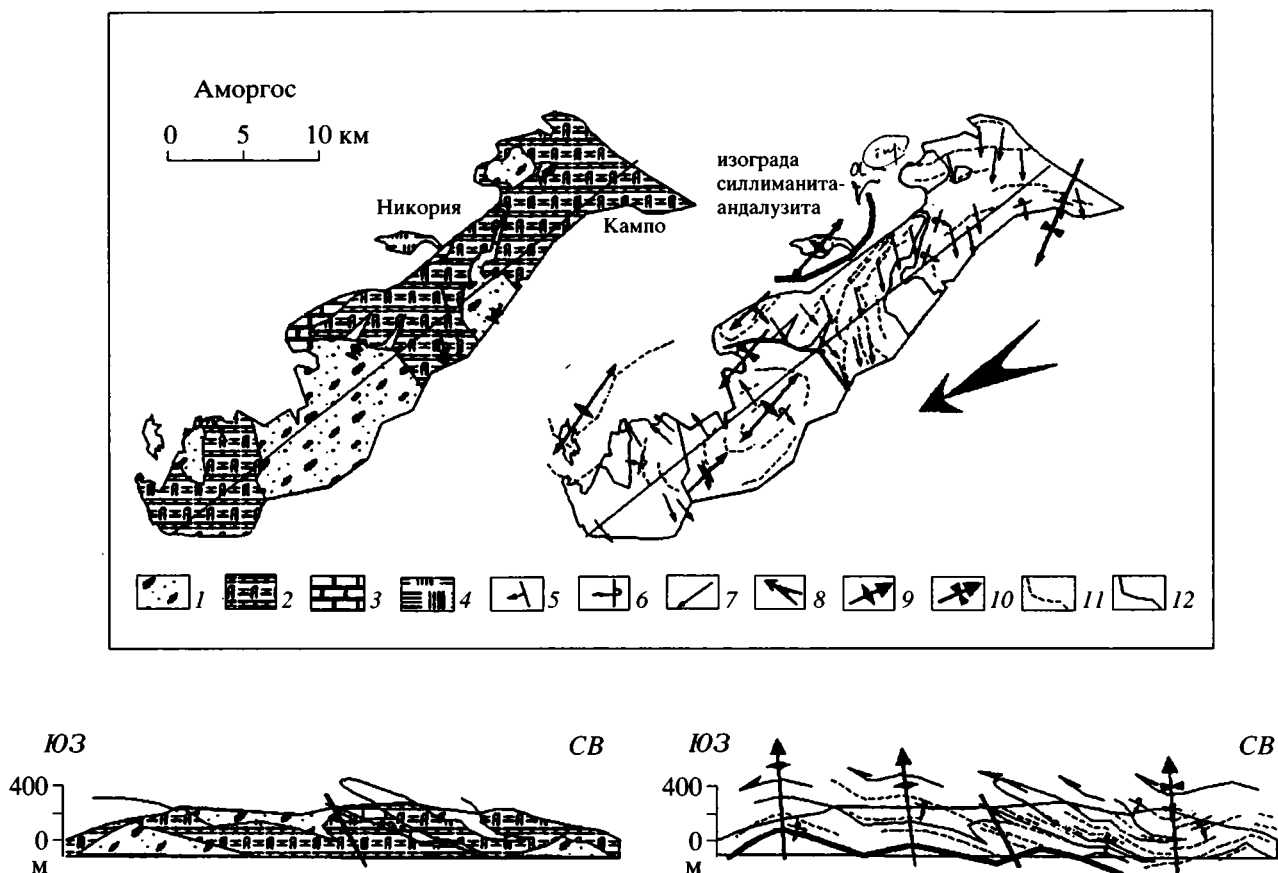 Аморгос
0 5 10 км
Никория
Кампо
изограда
силлиманита-
андалузита
1 2 3 4 5 6 7 8 9 10 11 12
ЮЗ СВ
400
0
м
ЮЗ СВ
400
0
м